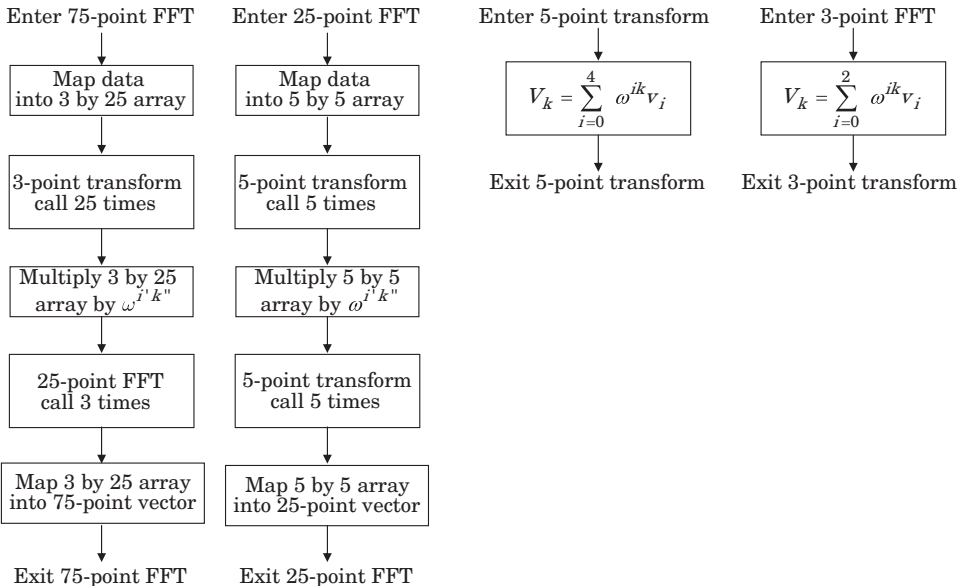 Enter 75-point FFT
Map data
into 3 by 25 array
3-point transform
call 25 times
Multiply 3 by 25
array by ω^{i'k"}
25-point FFT
call 3 times
Map 3 by 25 array
into 75-point vector
Exit 75-point FFT
Enter 25-point FFT
Map data
into 5 by 5 array
5-point transform
call 5 times
Multiply 5 by 5
array by ω^{i'k"}
5-point transform
call 5 times
Map 5 by 5 array
into 25-point vector
Exit 25-point FFT
Enter 5-point transform
V_k = \sum_{i=0}^{4} ω^{ik} v_i
Exit 5-point transform
Enter 3-point FFT
V_k = \sum_{i=0}^{2} ω^{ik} v_i
Exit 3-point transform